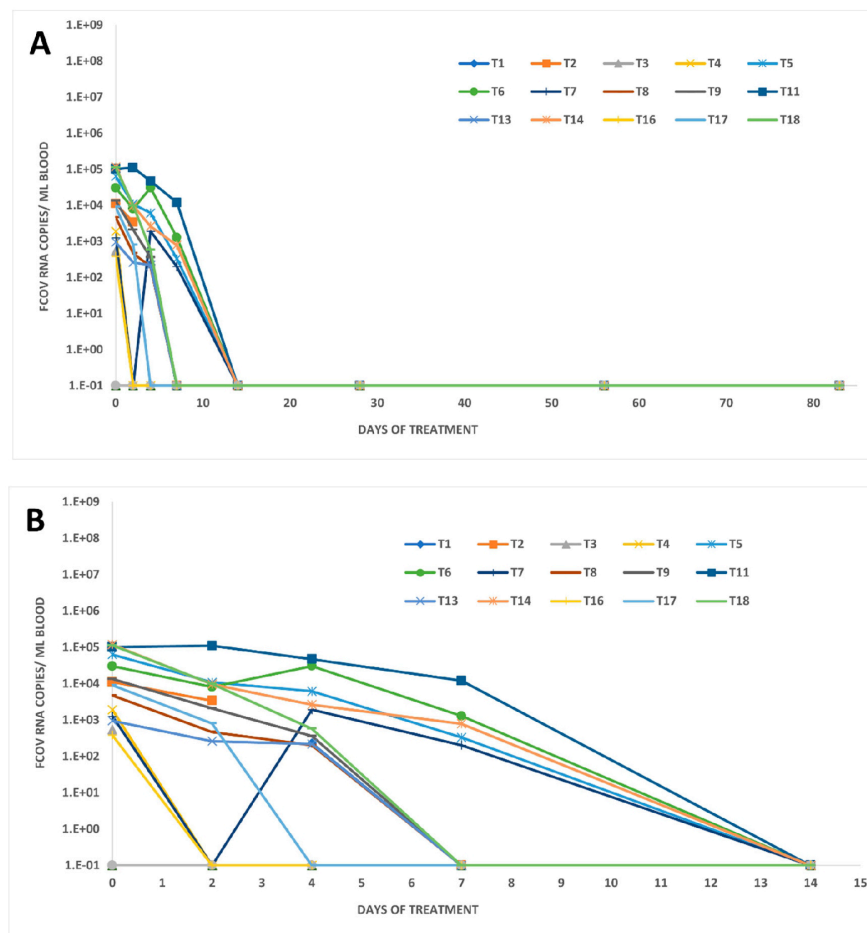 A
1.E+09
1.E+08
1.E+07
1.E+06
1.E+05
1.E+04
1.E+03
1.E+02
1.E+01
1.E+00
1.E-01
FCOV RNA COPIES/ ML BLOOD
T1 T2 T3 T4 T5
T6 T7 T8 T9 T11
T13 T14 T16 T17 T18
0 10 20 30 40 50 60 70 80
DAYS OF TREATMENT
B
1.E+09
1.E+08
1.E+07
1.E+06
1.E+05
1.E+04
1.E+03
1.E+02
1.E+01
1.E+00
1.E-01
FCOV RNA COPIES/ ML BLOOD
T1 T2 T3 T4 T5
T6 T7 T8 T9 T11
T13 T14 T16 T17 T18
0 1 2 3 4 5 6 7 8 9 10 11 12 13 14 15
DAYS OF TREATMENT